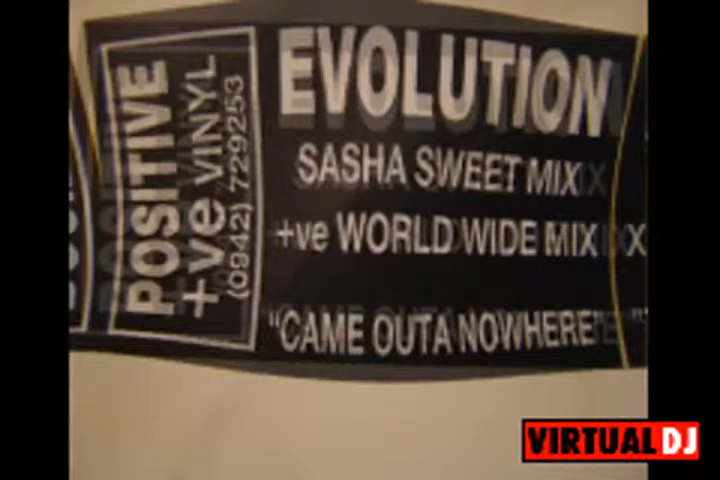 POSITIVE
+ve VINYL
(0942) 729253
EVOLUTION
SASHA SWEET MIX
+ve WORLD WIDE MIX
"CAME OUTA NOWHERE"
VIRTUAL DJ